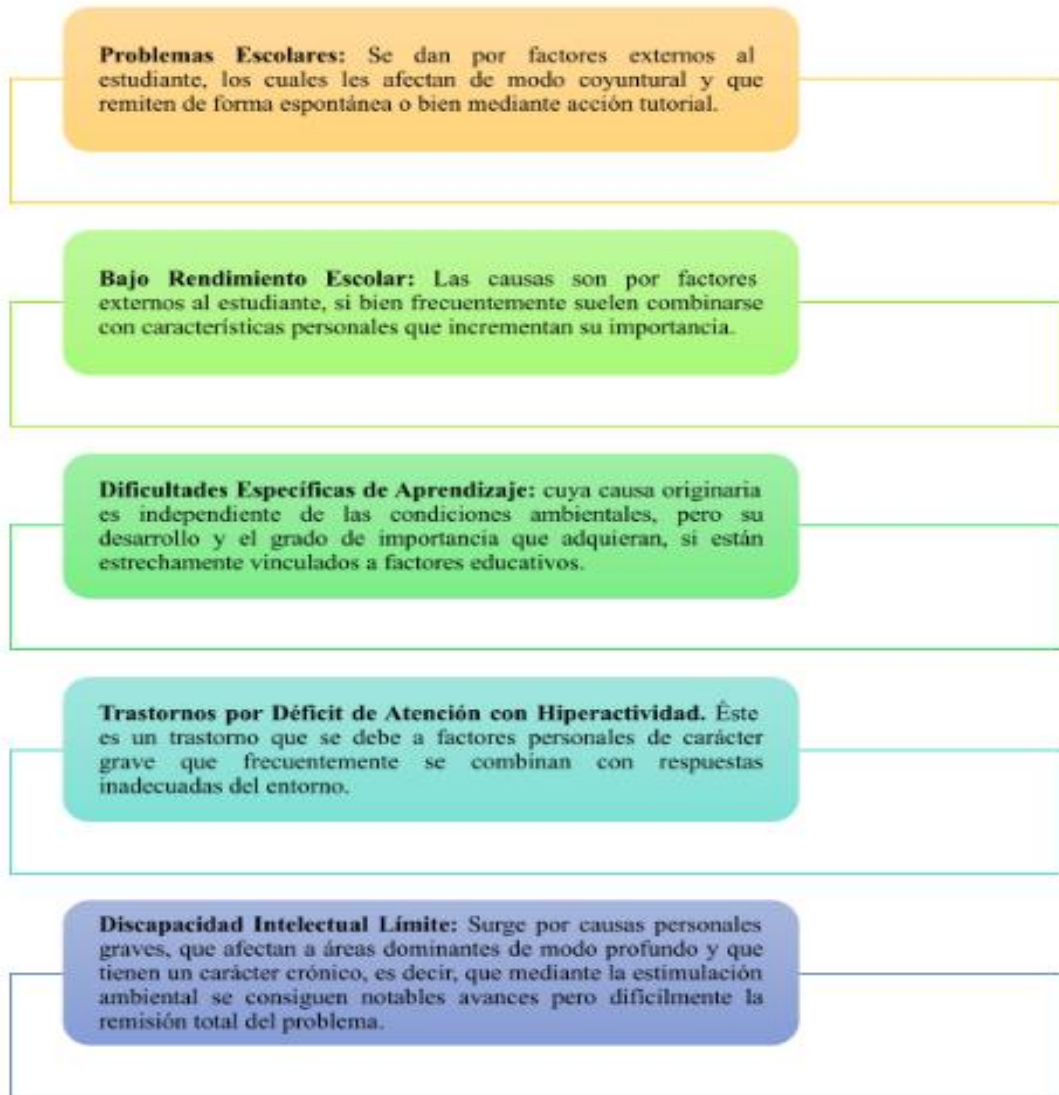 Problemas Escolares: Se dan por factores externos al
estudiante, los cuales les afectan de modo coyuntural y que
remiten de forma espontánea o bien mediante acción tutorial.
Bajo Rendimiento Escolar: Las causas son por factores
externos al estudiante, si bien frecuentemente suelen combinarse
con características personales que incrementan su importancia.
Dificultades Específicas de Aprendizaje: cuya causa originaria
es independiente de las condiciones ambientales, pero su
desarrollo y el grado de importancia que adquieran, si están
estrechamente vinculados a factores educativos.
Trastornos por Déficit de Atención con Hiperactividad. Éste
es un trastorno que se debe a factores personales de carácter
grave que frecuentemente se combinan con respuestas
inadecuadas del entorno.
Discapacidad Intelectual Límite: Surge por causas personales
graves, que afectan a áreas dominantes de modo profundo y que
tienen un carácter crónico, es decir, que mediante la estimulación
ambiental se consiguen notables avances pero difícilmente la
remisión total del problema.